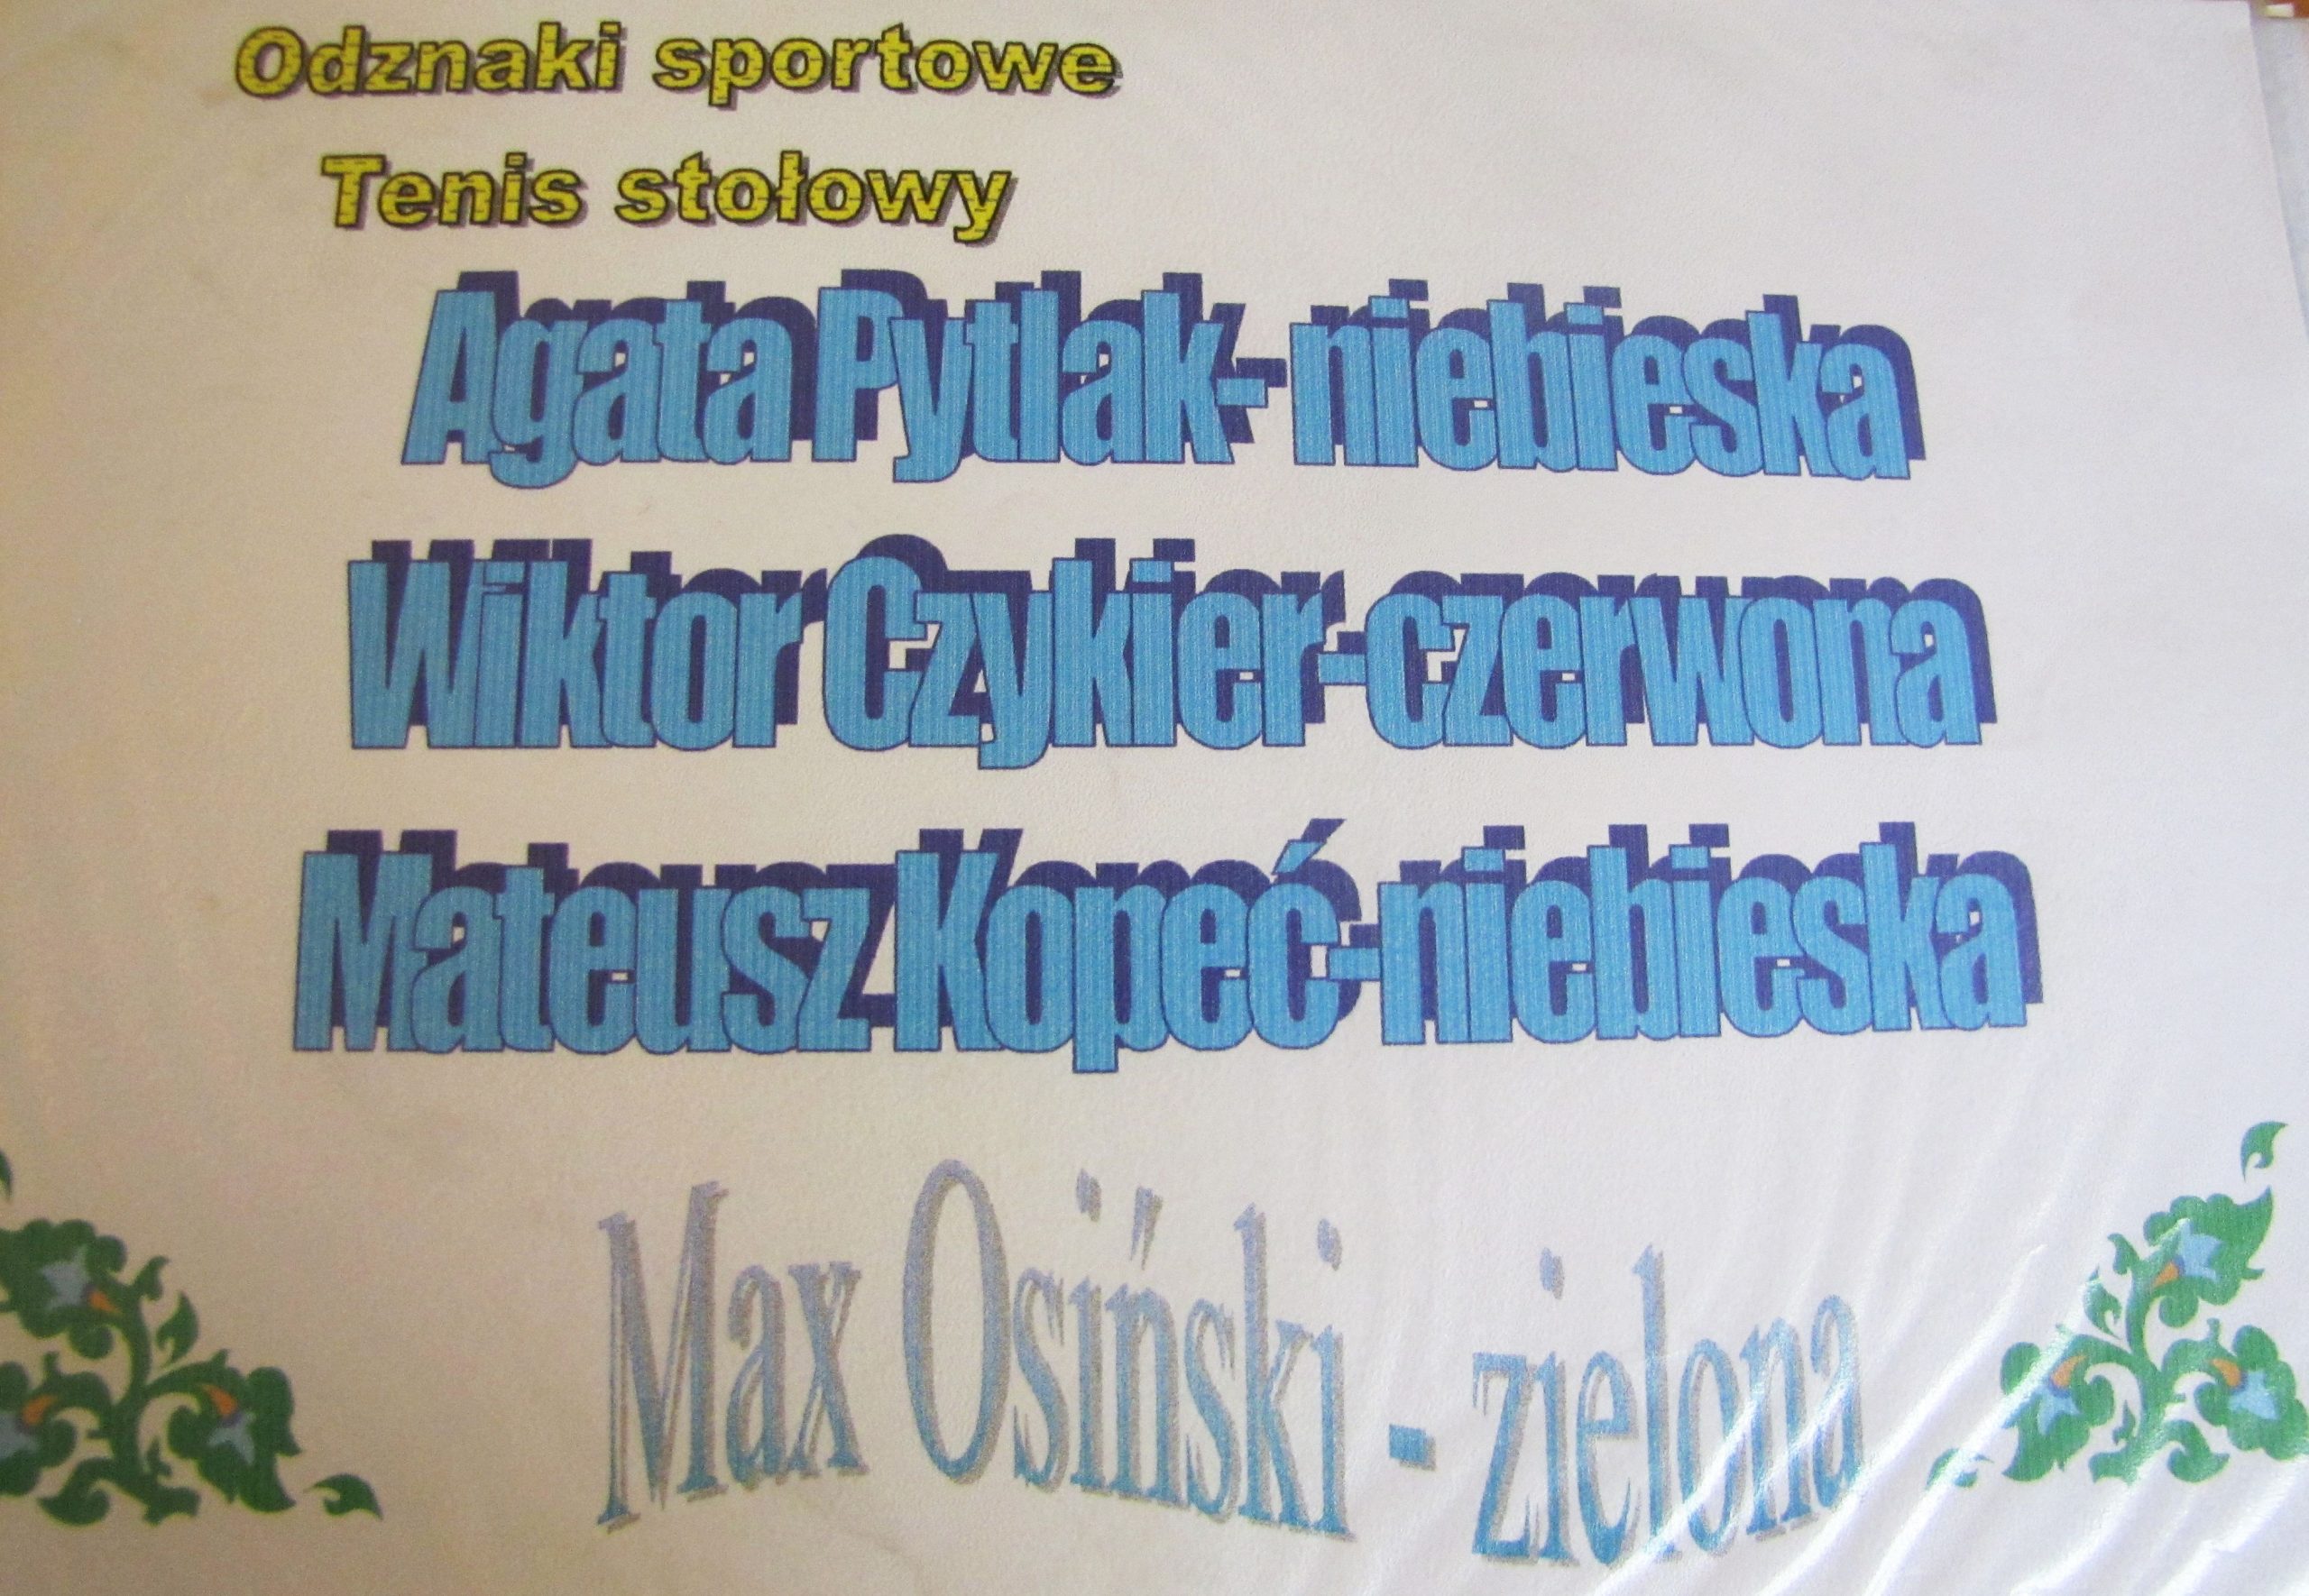 Odznaki sportowe
Tenis stołowy
Agata Pytlak- niebieska
Wiktor Czykier-czerwona
Mateusz Kopeć-niebieska
Max Osiński - zielona